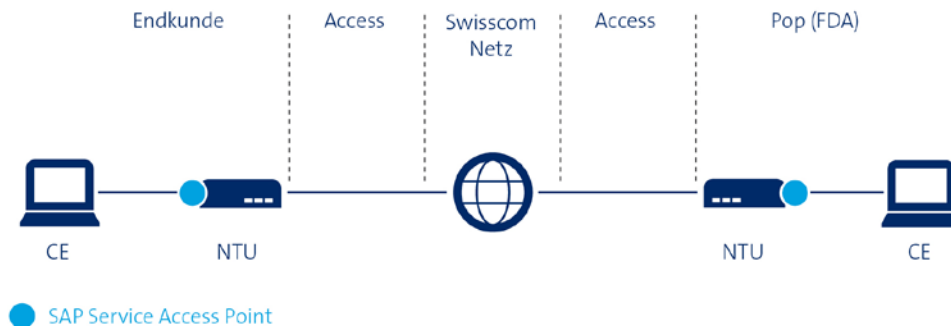 Endkunde
Access
Swisscom
Netz
Access
Pop (FDA)
CE
NTU
NTU
CE
SAP Service Access Point